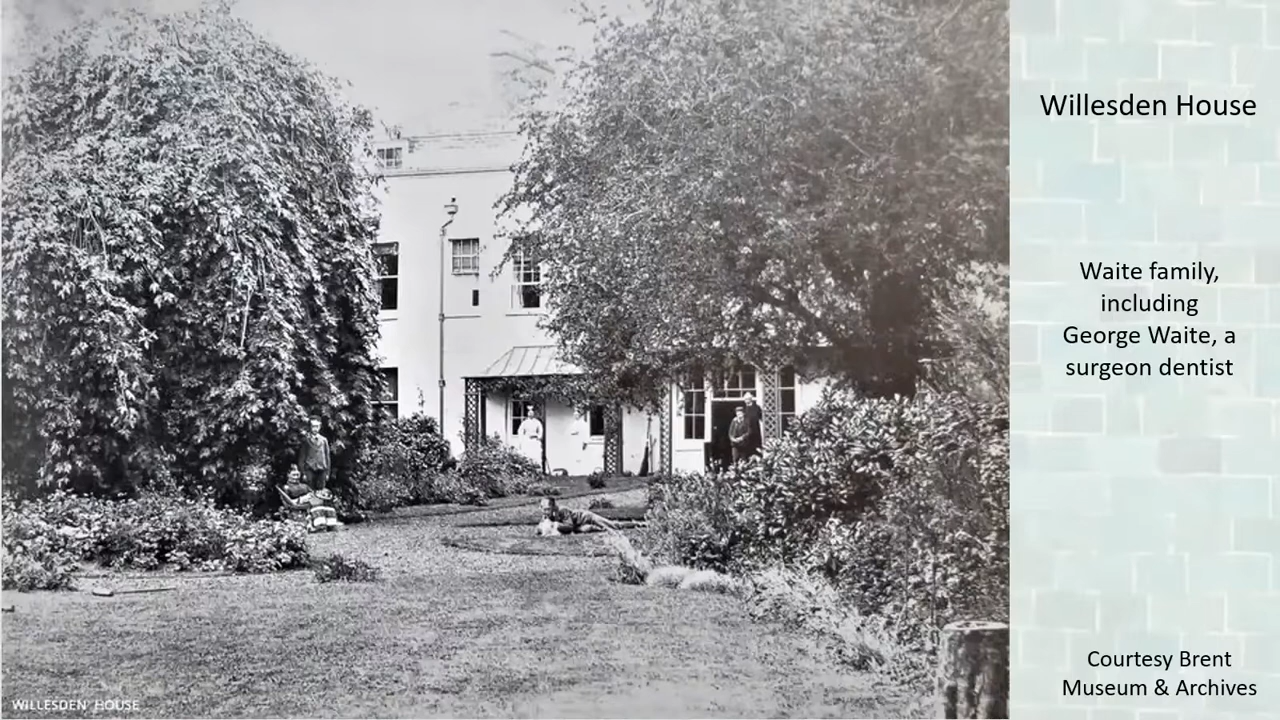 Willesden House
Waite family,
including
George Waite, a
surgeon dentist
Courtesy Brent
Museum & Archives
WILLESDEN HOUSE